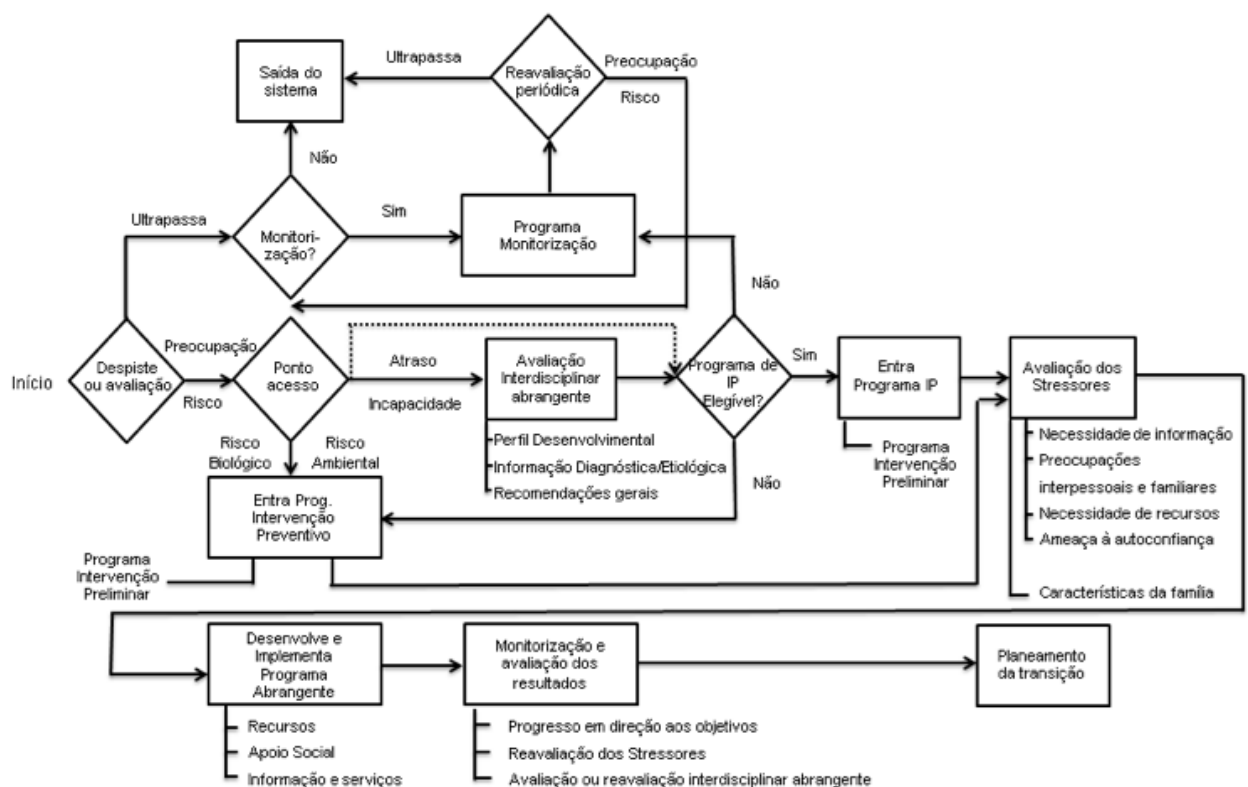 Ultrapassa
Preocupação
Saída do
sistema
Reavaliação
periódica
Risco
Não
Ultrapassa
Sim
Monitori-
zação?
Programa
Monitorização
Não
Preocupação
Início
Despiste
ou avaliação
Risco
Ponto
acesso
Atraso
Incapacidade
Avaliação
Interdisciplinar
abrangente
Programa de
IP
Elegível?
Sim
Entra
Programa IP
Avaliação dos
Stressores
Risco
Biológico
Risco
Ambiental
Perfil Desenvolvimental
Informação Diagnóstica/Etiológica
Recomendações gerais
Não
Programa
Intervenção
Preliminar
Necessidade de informação
Preocupações
interpessoais e familiares
Necessidade de recursos
Ameaça à autoconfiança
Características da família
Entra Prog.
Intervenção
Preventivo
Programa
Intervenção
Preliminar
Desenvolve e
Implementa
Programa
Abrangente
Monitorização e
avaliação dos
resultados
Planeamento
da transição
Recursos
Apoio Social
Informação e serviços
Progresso em direção aos objetivos
Reavaliação dos Stressores
Avaliação ou reavaliação interdisciplinar abrangente